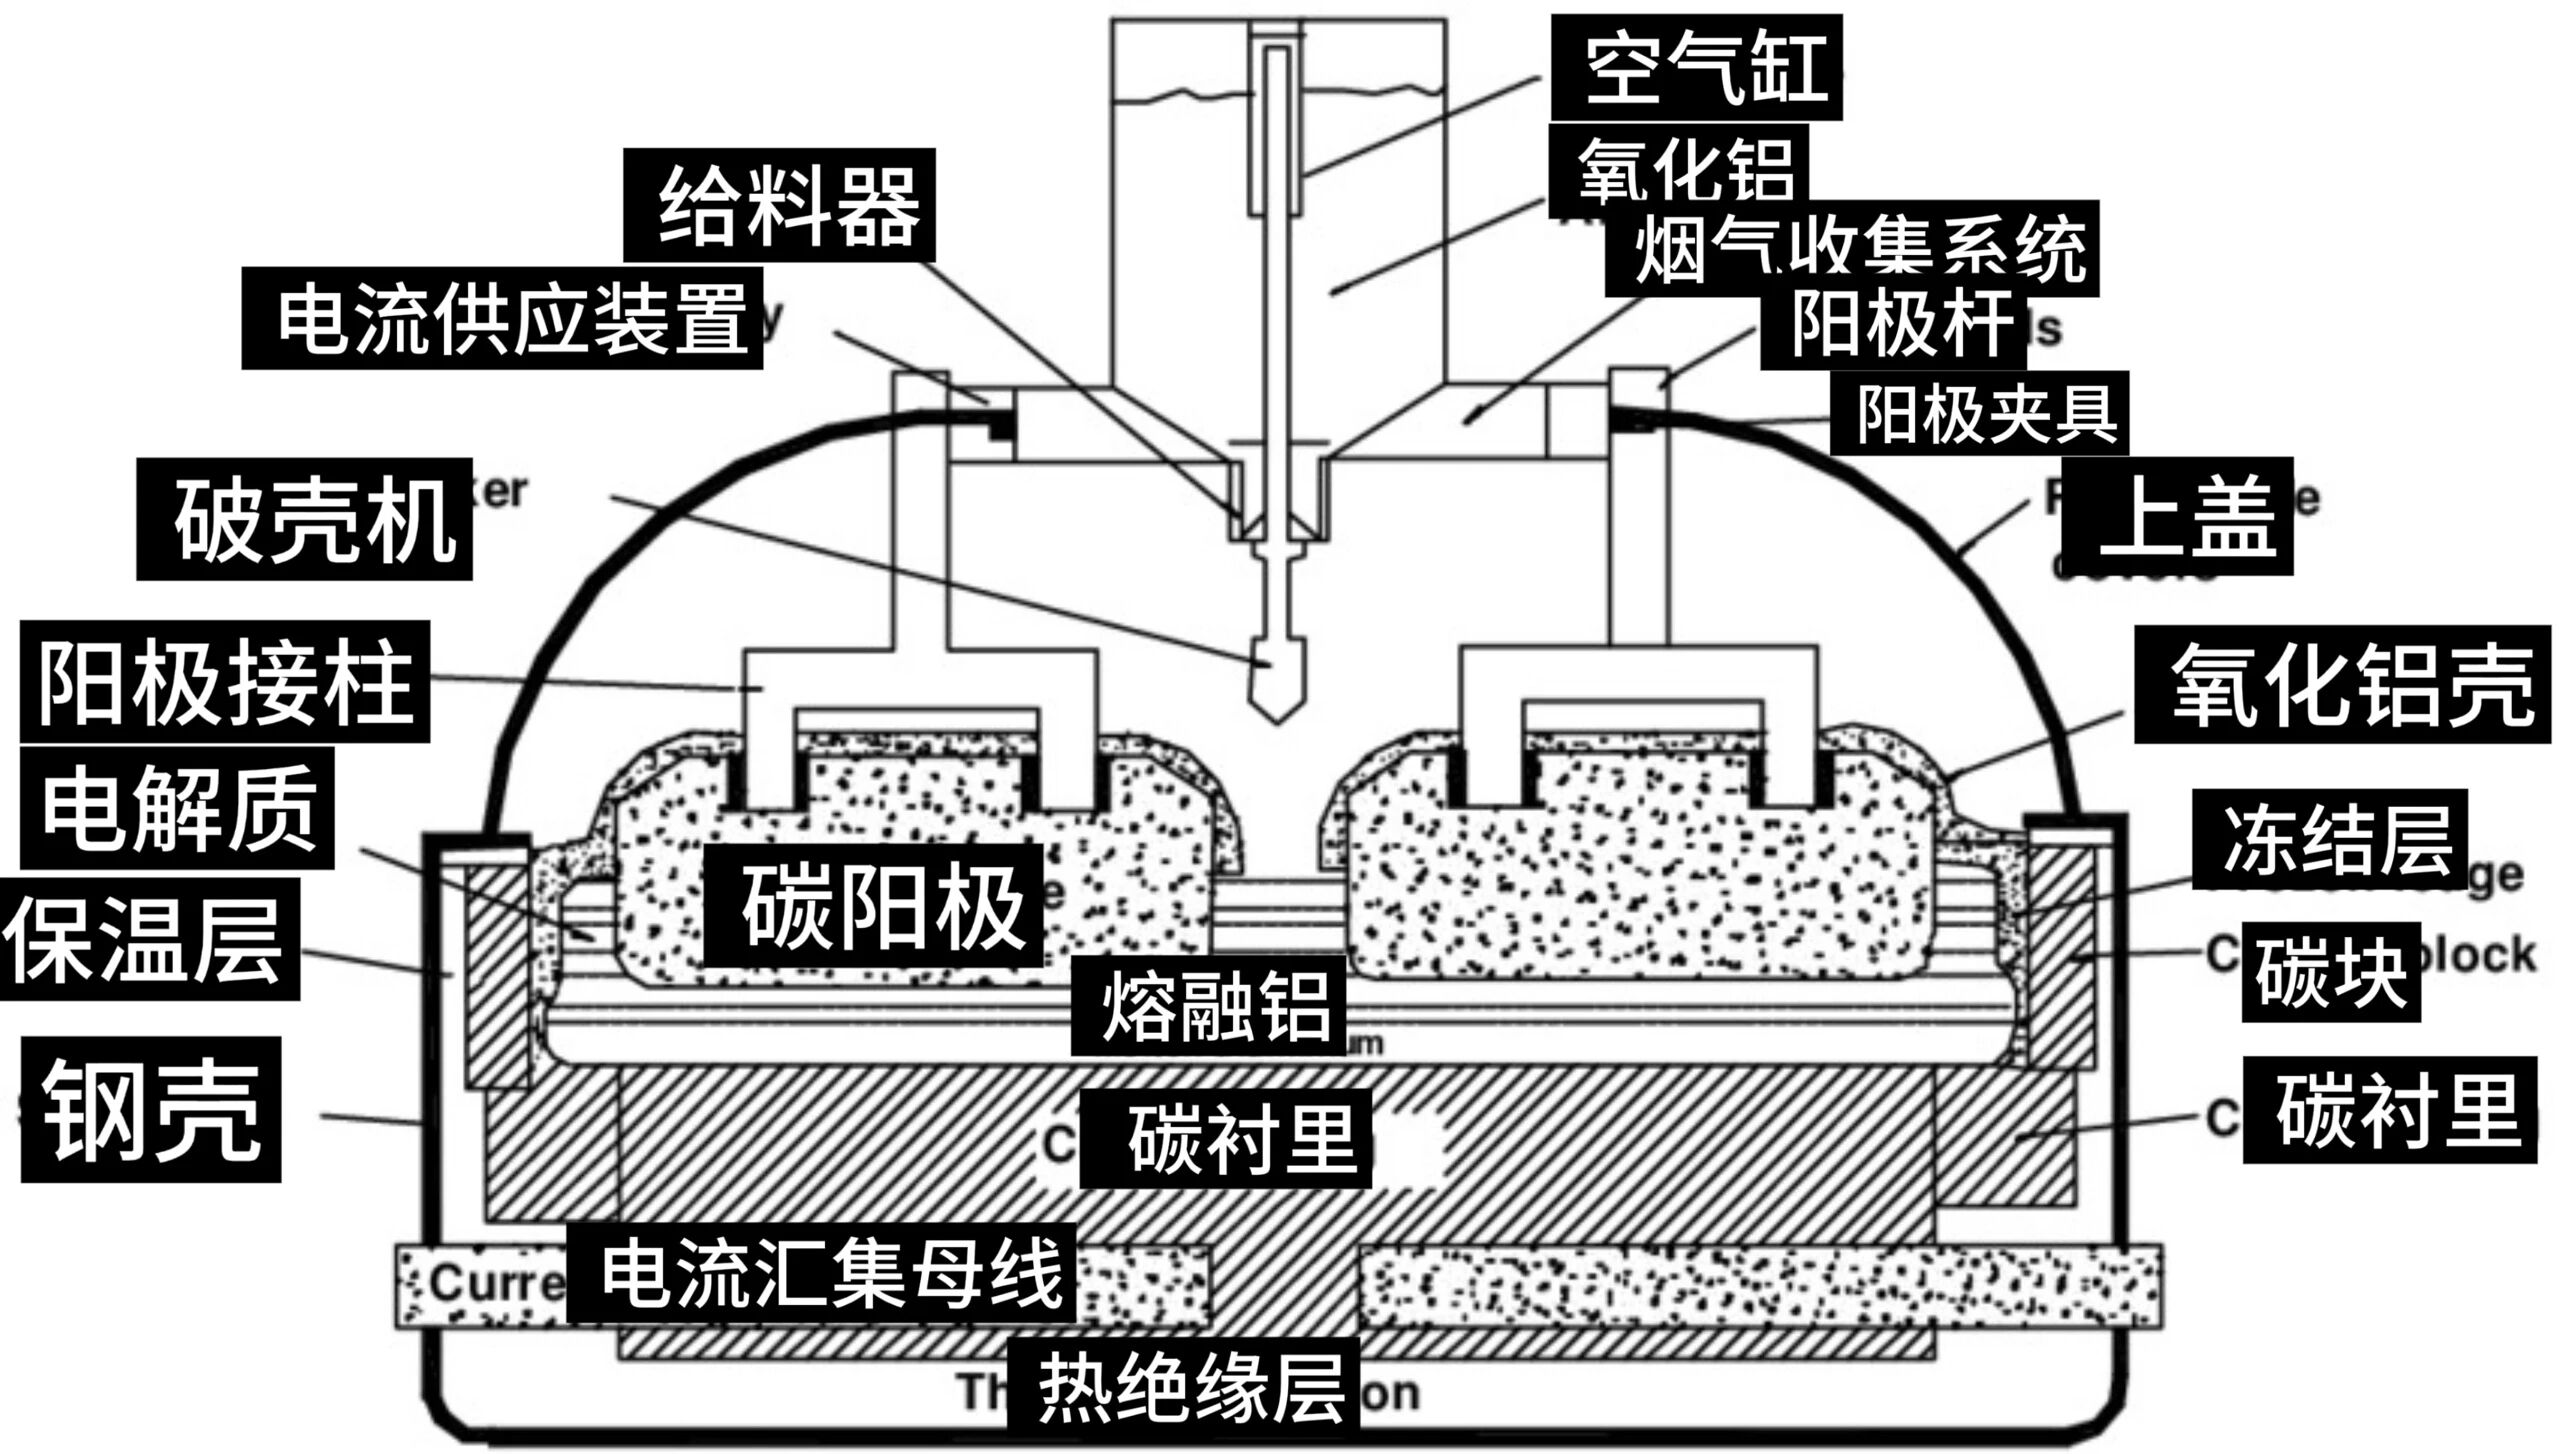 空气缸
氧化铝
给料器
烟气收集系统
电流供应装置
阳极杆
阳极夹具
破壳机
上盖
阳极接柱
氧化铝壳
电解质
冻结层
碳阳极
保温层
碳块
熔融铝
钢壳
碳衬里
碳衬里
Curre 电流汇集母线
热绝缘层